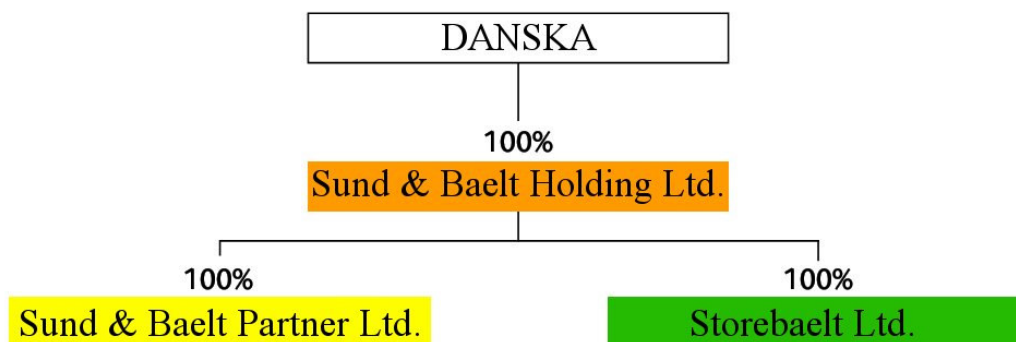 DANSKA
100%
Sund & Baelt Holding Ltd.
100%
100%
Sund & Baelt Partner Ltd.
Storebaelt Ltd.